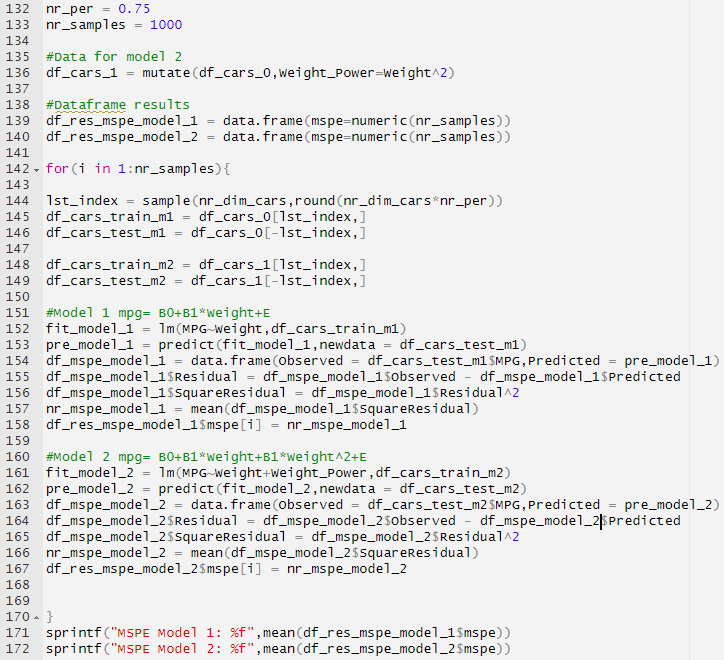 132 nr_per = 0.75
133 nr_samples = 1000
134
135 #Data for model 2
136 df_cars_1 = mutate(df_cars_0,Weight_Power=Weight^2)
137
138 #Dataframe results
139 df_res_mspe_model_1 = data.frame(mspe=numeric(nr_samples))
140 df_res_mspe_model_2 = data.frame(mspe=numeric(nr_samples))
141
142 for(i in 1:nr_samples){
143
144 lst_index = sample(nr_dim_cars,round(nr_dim_cars*nr_per))
145 df_cars_train_m1 = df_cars_0[lst_index,]
146 df_cars_test_m1 = df_cars_0[-lst_index,]
147
148 df_cars_train_m2 = df_cars_1[lst_index,]
149 df_cars_test_m2 = df_cars_1[-lst_index,]
150
151 #Model 1 mpg= B0+B1*Weight+E
152 fit_model_1 = lm(MPG~Weight,df_cars_train_m1)
153 pre_model_1 = predict(fit_model_1,newdata = df_cars_test_m1)
154 df_mspe_model_1 = data.frame(Observed = df_cars_test_m1$MPG,Predicted = pre_model_1)
155 df_mspe_model_1$Residual = df_mspe_model_1$Observed - df_mspe_model_1$Predicted
156 df_mspe_model_1$SquareResidual = df_mspe_model_1$Residual^2
157 nr_mspe_model_1 = mean(df_mspe_model_1$SquareResidual)
158 df_res_mspe_model_1$mspe[i] = nr_mspe_model_1
159
160 #Model 2 mpg= B0+B1*Weight+B1*Weight^2+E
161 fit_model_2 = lm(MPG~Weight+Weight_Power,df_cars_train_m2)
162 pre_model_2 = predict(fit_model_2,newdata = df_cars_test_m2)
163 df_mspe_model_2 = data.frame(Observed = df_cars_test_m2$MPG,Predicted = pre_model_2)
164 df_mspe_model_2$Residual = df_mspe_model_2$Observed - df_mspe_model_2$Predicted
165 df_mspe_model_2$SquareResidual = df_mspe_model_2$Residual^2
166 nr_mspe_model_2 = mean(df_mspe_model_2$SquareResidual)
167 df_res_mspe_model_2$mspe[i] = nr_mspe_model_2
168
169
170 }
171 sprintf("MSPE Model 1: %f",mean(df_res_mspe_model_1$mspe))
172 sprintf("MSPE Model 2: %f",mean(df_res_mspe_model_2$mspe))